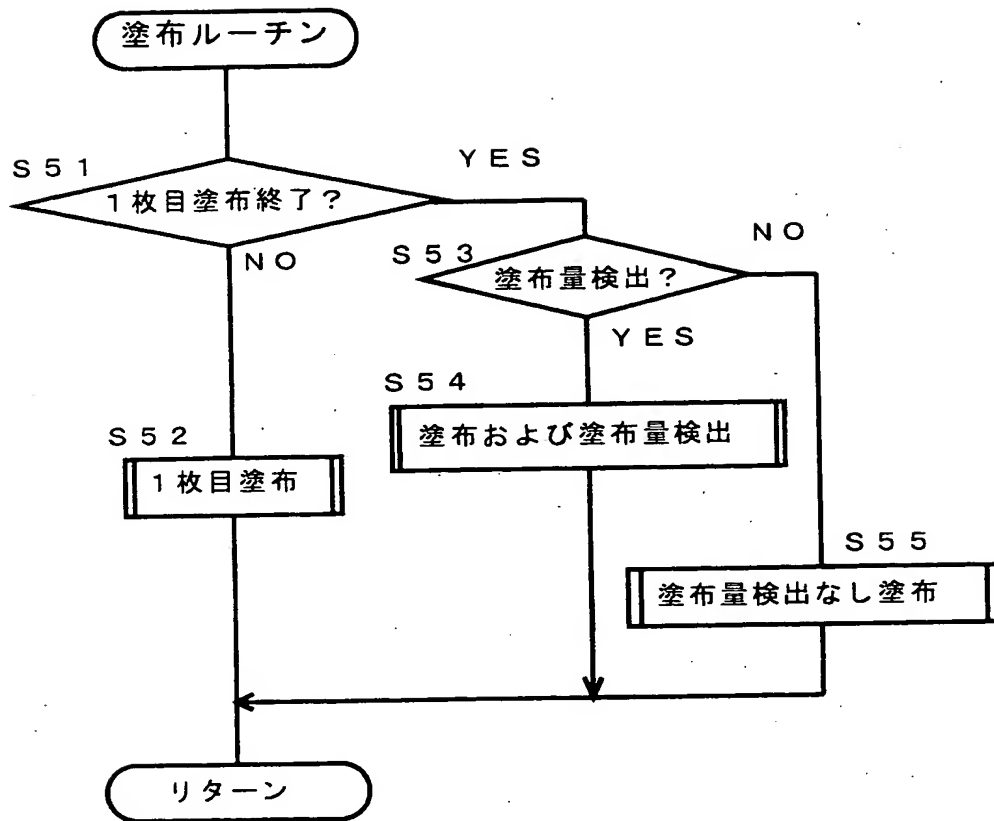 塗布ルーチン
S51
YES
1枚目塗布終了?
NO
S53
NO
塗布量検出?
YES
S54
塗布および塗布量検出
S52
1枚目塗布
S55
塗布量検出なし塗布
リターン